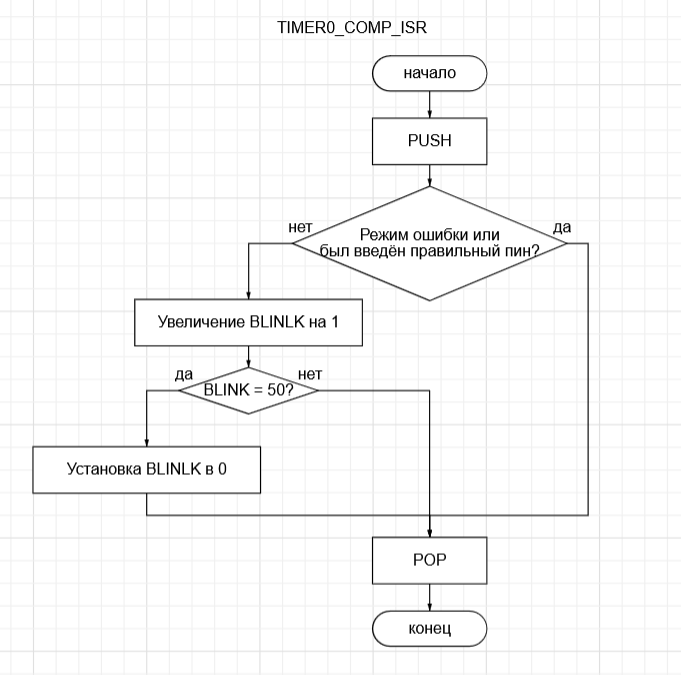 TIMER0_COMP_ISR
начало
PUSH
нет
да
Режим ошибки или
был введён правильный пин?
Увеличение BLINLK на 1
да
нет
BLINK = 50?
Установка BLINLK в 0
POP
конец